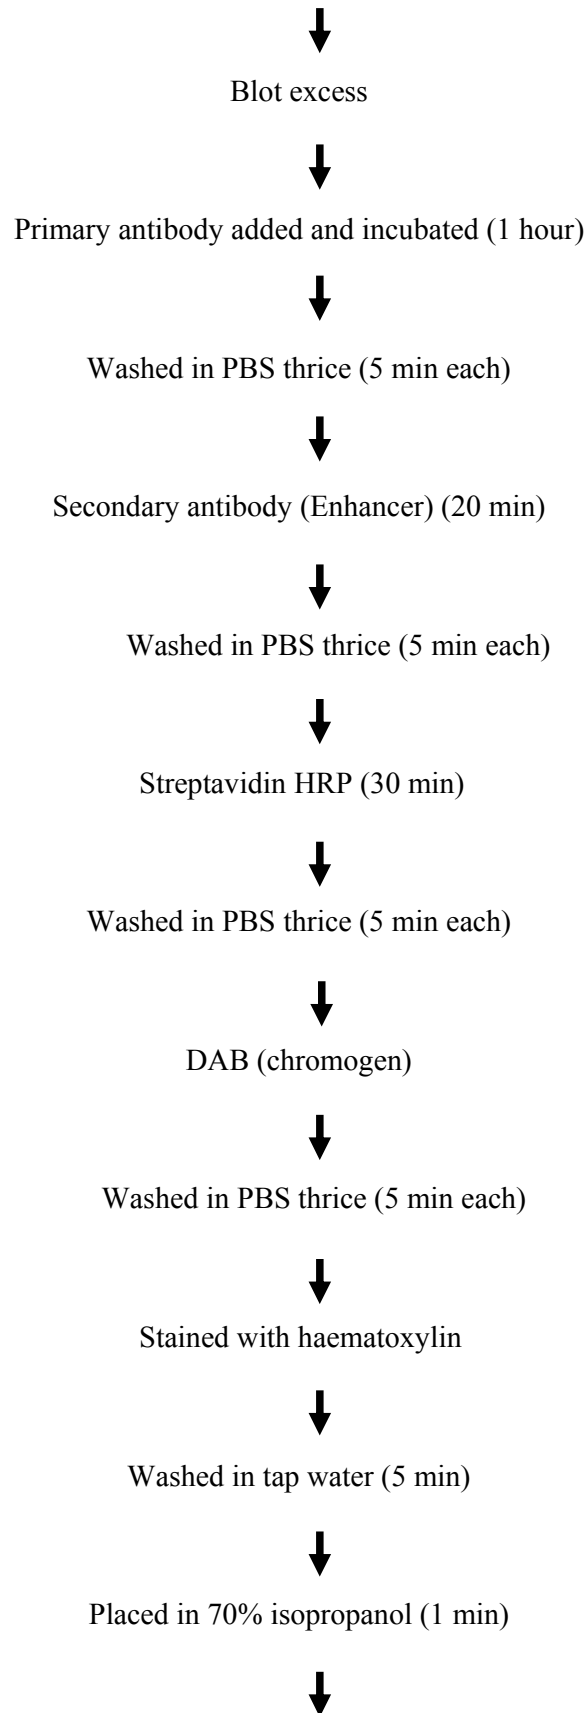 Blot excess
Primary antibody added and incubated (1 hour)
Washed in PBS thrice (5 min each)
Secondary antibody (Enhancer) (20 min)
Washed in PBS thrice (5 min each)
Streptavidin HRP (30 min)
Washed in PBS thrice (5 min each)
DAB (chromogen)
Washed in PBS thrice (5 min each)
Stained with haematoxylin
Washed in tap water (5 min)
Placed in 70% isopropanol (1 min)